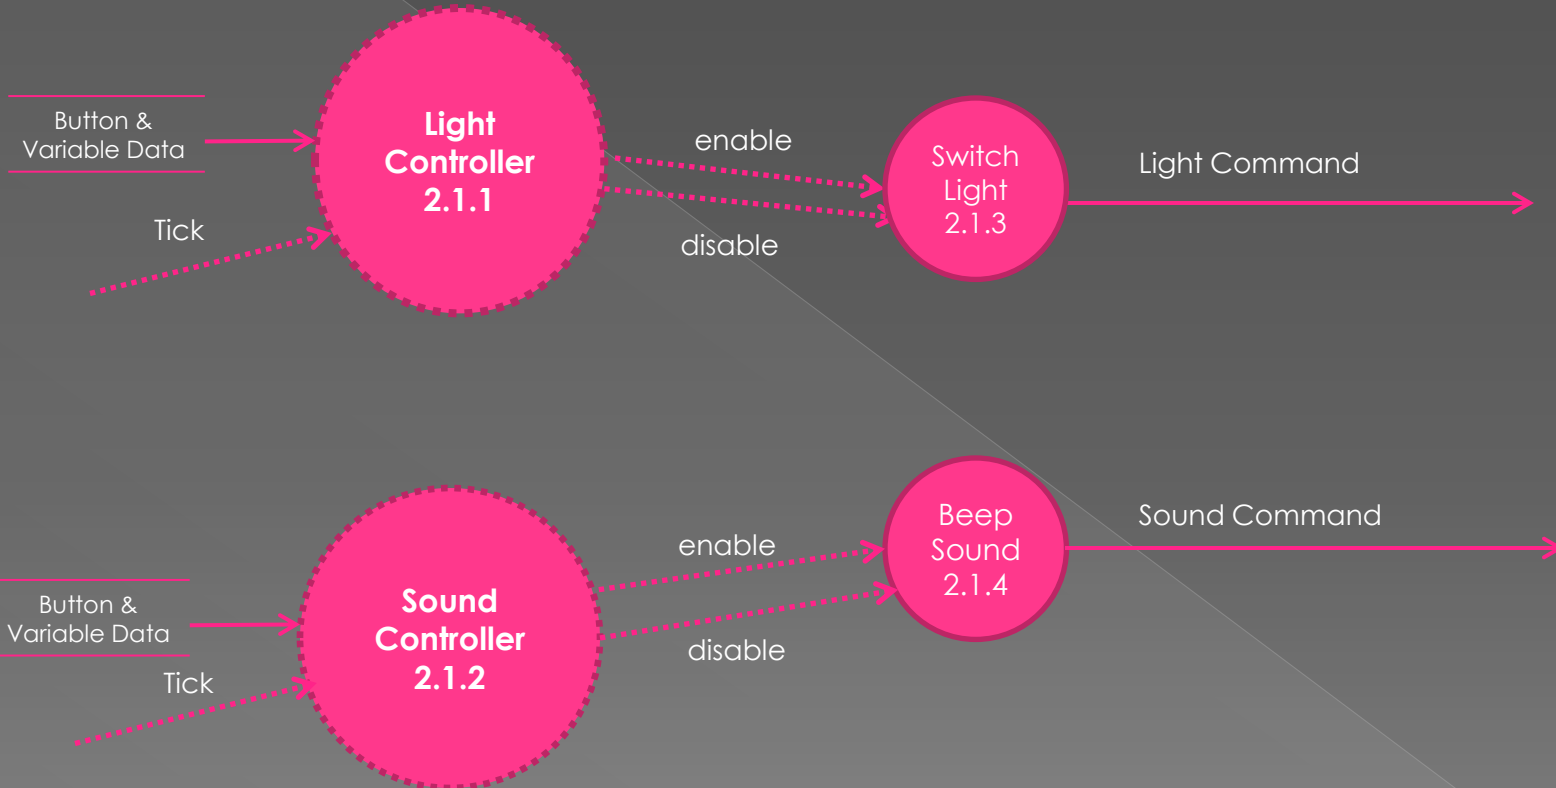 Button &
Variable Data
Tick
Light
Controller
2.1.1
enable
disable
Switch
Light
2.1.3
Light Command
Button &
Variable Data
Tick
Sound
Controller
2.1.2
enable
disable
Beep
Sound
2.1.4
Sound Command